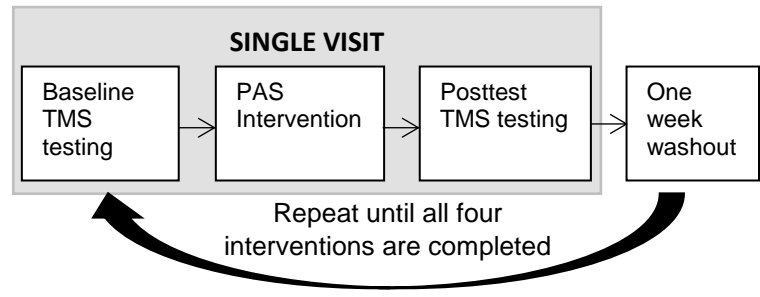 SINGLE VISIT
Baseline
TMS
testing
PAS
Intervention
Posttest
TMS testing
One
week
washout
Repeat until all four
interventions are completed